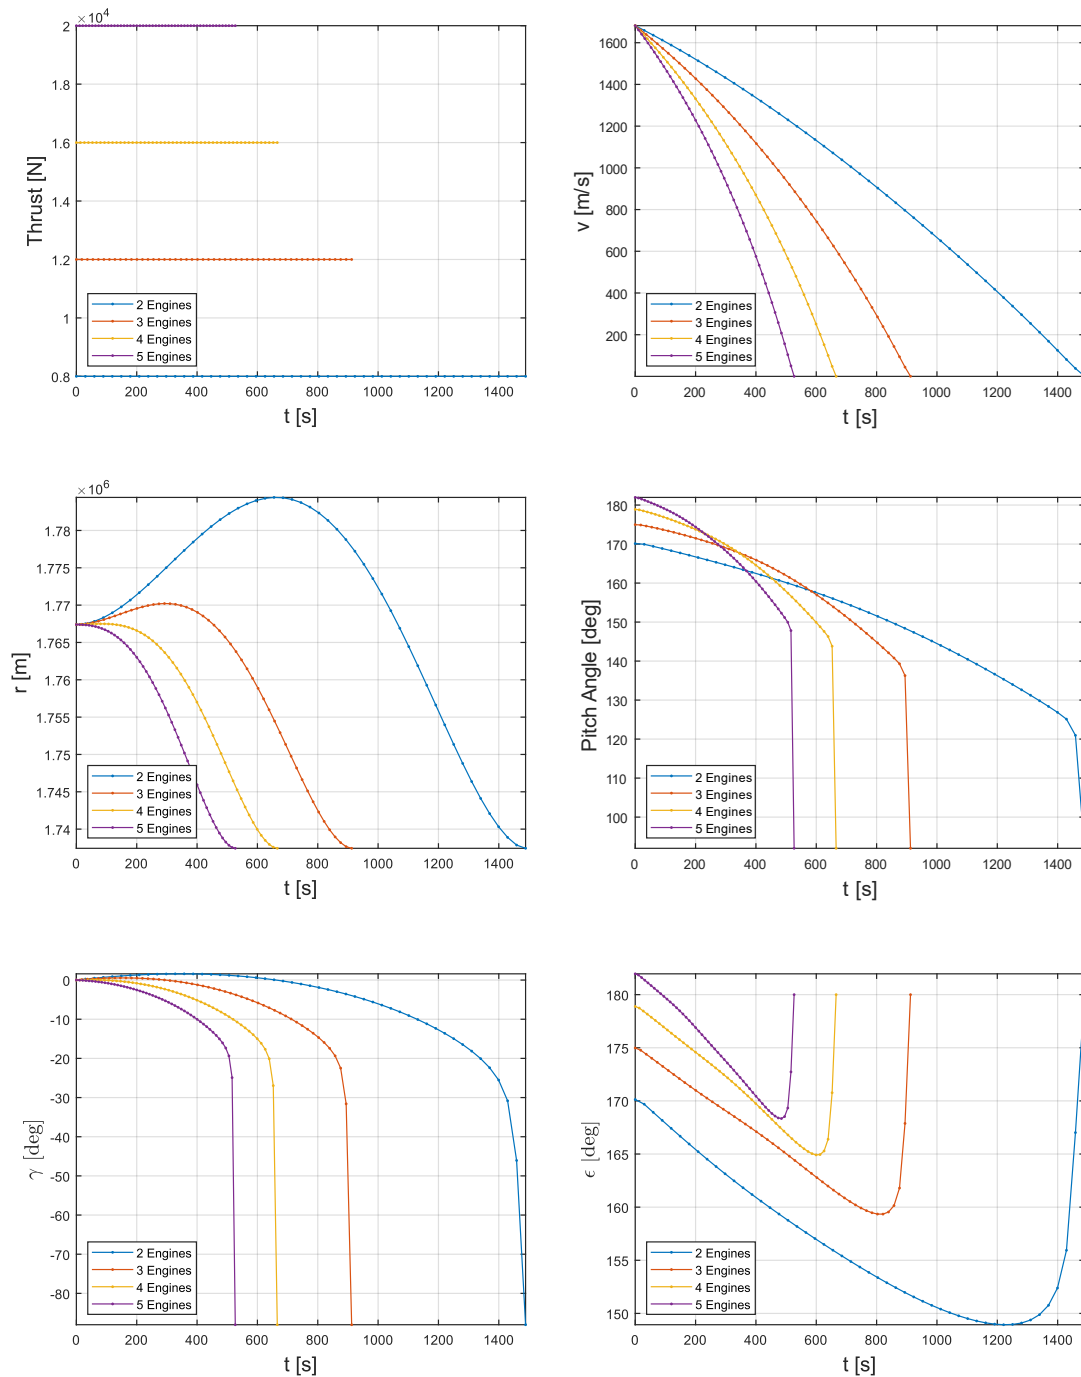 ×10⁴
2
1.8
1.6
1.4
1.2
1
0.8
Thrust [N]
2 Engines
3 Engines
4 Engines
5 Engines
0 200 400 600 800 1000 1200 1400
t [s]
1600
1400
1200
1000
800
600
400
200
v [m/s]
2 Engines
3 Engines
4 Engines
5 Engines
0 200 400 600 800 1000 1200 1400
t [s]
×10⁶
1.78
1.775
1.77
1.765
1.76
1.755
1.75
1.745
1.74
r [m]
2 Engines
3 Engines
4 Engines
5 Engines
0 200 400 600 800 1000 1200 1400
t [s]
180
170
160
150
140
130
120
110
100
Pitch Angle [deg]
2 Engines
3 Engines
4 Engines
5 Engines
0 200 400 600 800 1000 1200 1400
t [s]
0
-10
-20
-30
-40
-50
-60
-70
-80
γ [deg]
2 Engines
3 Engines
4 Engines
5 Engines
0 200 400 600 800 1000 1200 1400
t [s]
180
175
170
165
160
155
150
ϵ [deg]
2 Engines
3 Engines
4 Engines
5 Engines
0 200 400 600 800 1000 1200 1400
t [s]